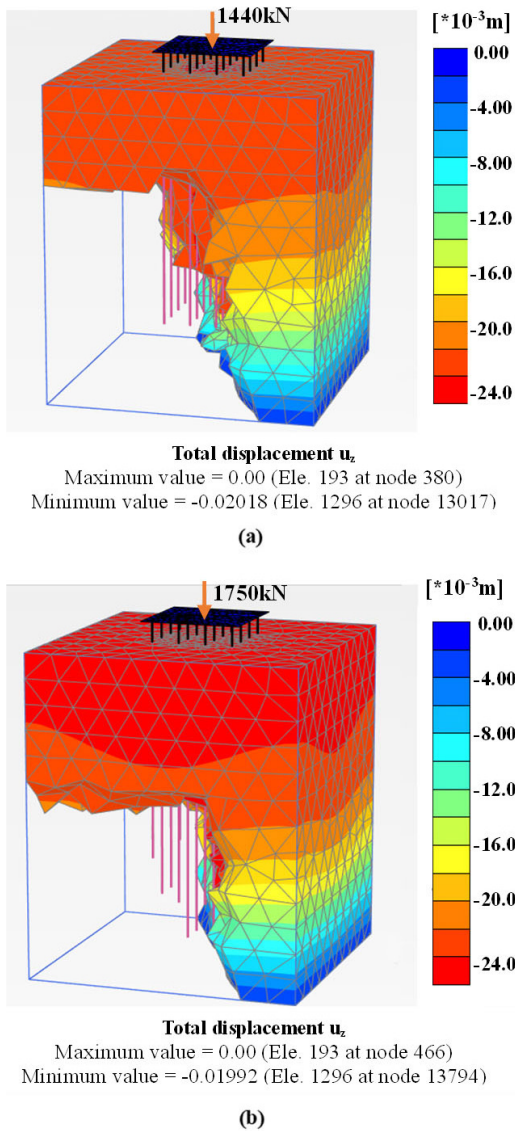 1440kN
[*10-3m]
0.00
-4.00
-8.00
-12.0
-16.0
-20.0
-24.0
Total displacement uz
Maximum value = 0.00 (Ele. 193 at node 380)
Minimum value = -0.02018 (Ele. 1296 at node 13017)
(a)
1750kN
[*10-3m]
0.00
-4.00
-8.00
-12.0
-16.0
-20.0
-24.0
Total displacement uz
Maximum value = 0.00 (Ele. 193 at node 466)
Minimum value = -0.01992 (Ele. 1296 at node 13794)
(b)